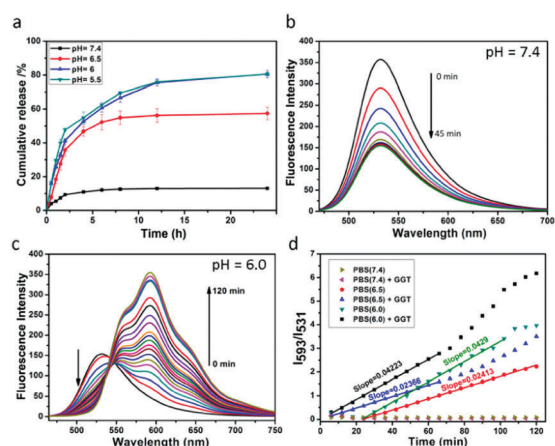 a
pH= 7.4
pH= 6.5
pH= 6
pH= 5.5
Cumulative release /%
100
80
60
40
20
0
0 5 10 15 20
Time (h)
b
pH = 7.4
0 min
45 min
Fluorescence Intensity
400
350
300
250
200
150
100
50
0
500 550 600 650 700
Wavelength (nm)
c
pH = 6.0
120 min
0 min
Fluorescence Intensity
400
350
300
250
200
150
100
50
0
500 550 600 650 700 750
Wavelength (nm)
d
PBS(7.4)
PBS(7.4) + GGT
PBS(6.5)
PBS(6.5) + GGT
PBS(6.0)
PBS(6.0) + GGT
Slope=0.04223
Slope=0.0429
Slope=0.02366
Slope=0.02413
I593/I531
7
6
5
4
3
2
1
0
0 15 30 45 60 75 90 105 120
Time (min)